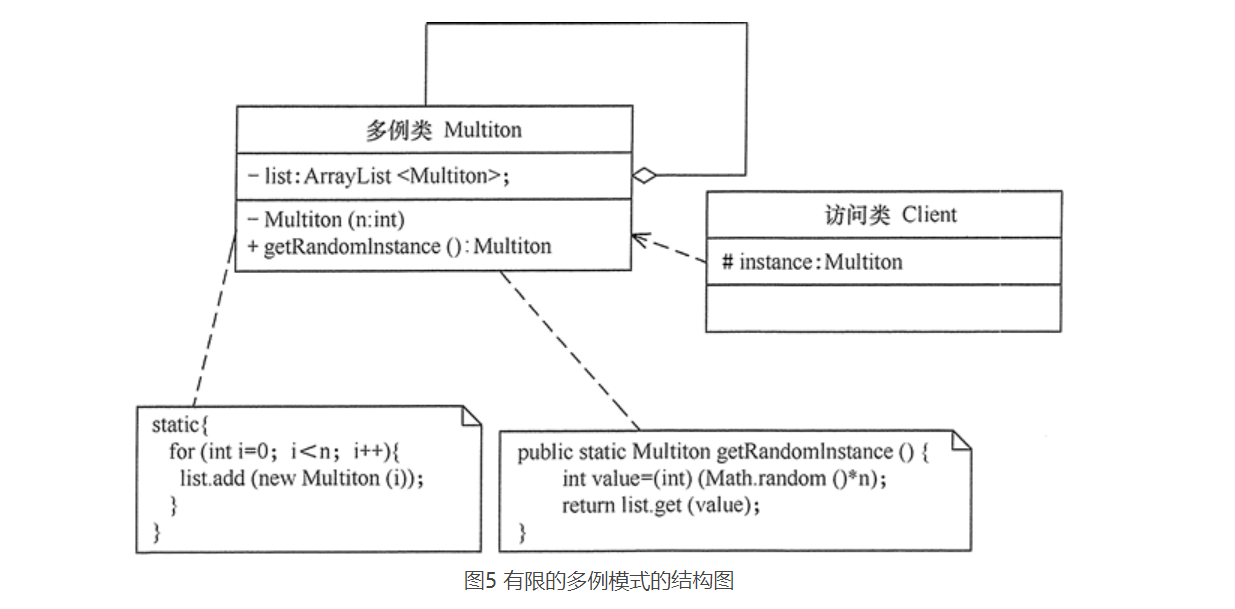 多例类 Multiton
- list:ArrayList <Multiton>;
- Multiton (n:int)
+ getRandomInstance ():Multiton
访问类 Client
# instance:Multiton
static{
for (int i=0; i<n; i++){
list.add (new Multiton (i));
}
}
public static Multiton getRandomInstance () {
int value=(int) (Math.random ()*n);
return list.get (value);
}
图5 有限的多例模式的结构图